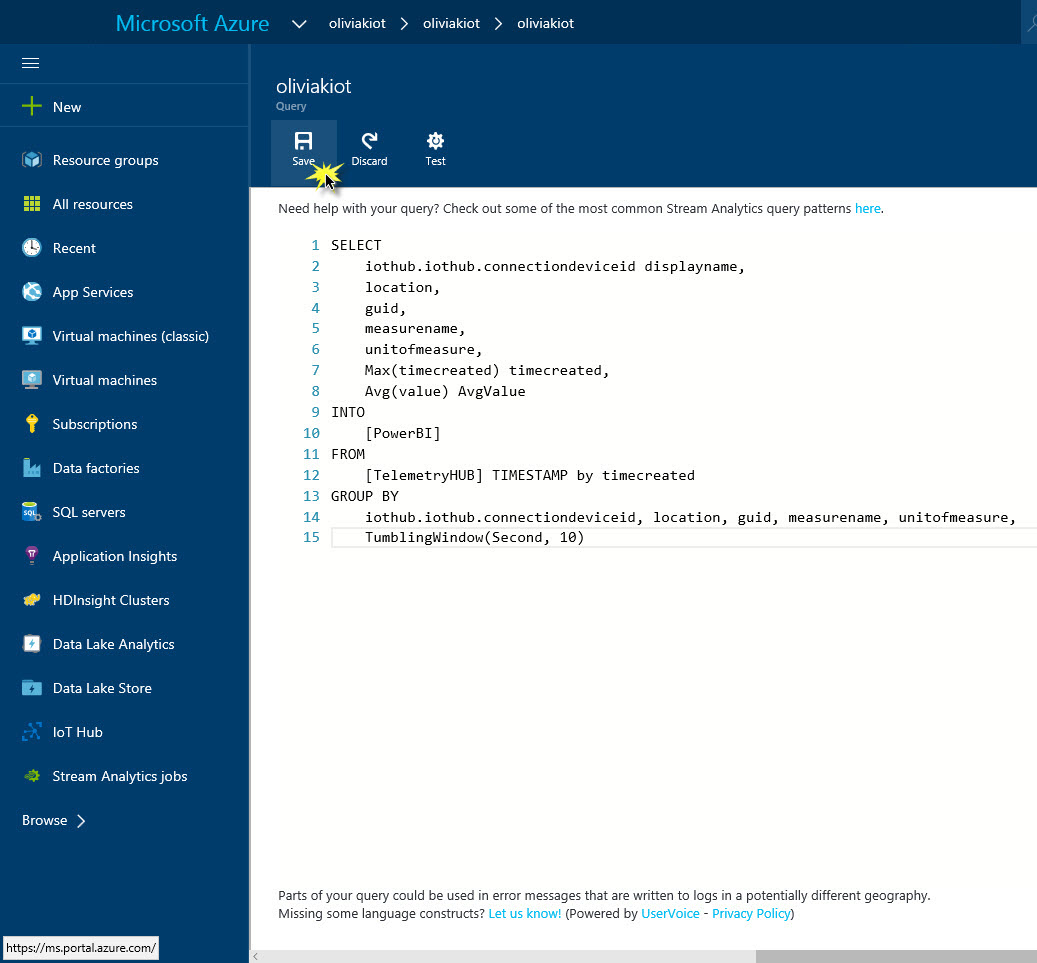 Microsoft Azure oliviakiot oliviakiot oliviakiot
New
Resource groups
All resources
Recent
App Services
Virtual machines (classic)
Virtual machines
Subscriptions
Data factories
SQL servers
Application Insights
HDInsight Clusters
Data Lake Analytics
Data Lake Store
IoT Hub
Stream Analytics jobs
Browse
https://ms.portal.azure.com/
oliviakiot
Query
Save Discard Test
Need help with your query? Check out some of the most common Stream Analytics query patterns here.
1 SELECT
2 iothub.iothub.connectiondeviceid displayname,
3 location,
4 guid,
5 measurename,
6 unitofmeasure,
7 Max(timecreated) timecreated,
8 Avg(value) AvgValue
9 INTO
10 [PowerBI]
11 FROM
12 [TelemetryHUB] TIMESTAMP by timecreated
13 GROUP BY
14 iothub.iothub.connectiondeviceid, location, guid, measurename, unitofmeasure,
15 TumblingWindow(Second, 10)
Parts of your query could be used in error messages that are written to logs in a potentially different geography.
Missing some language constructs? Let us know! (Powered by UserVoice - Privacy Policy)